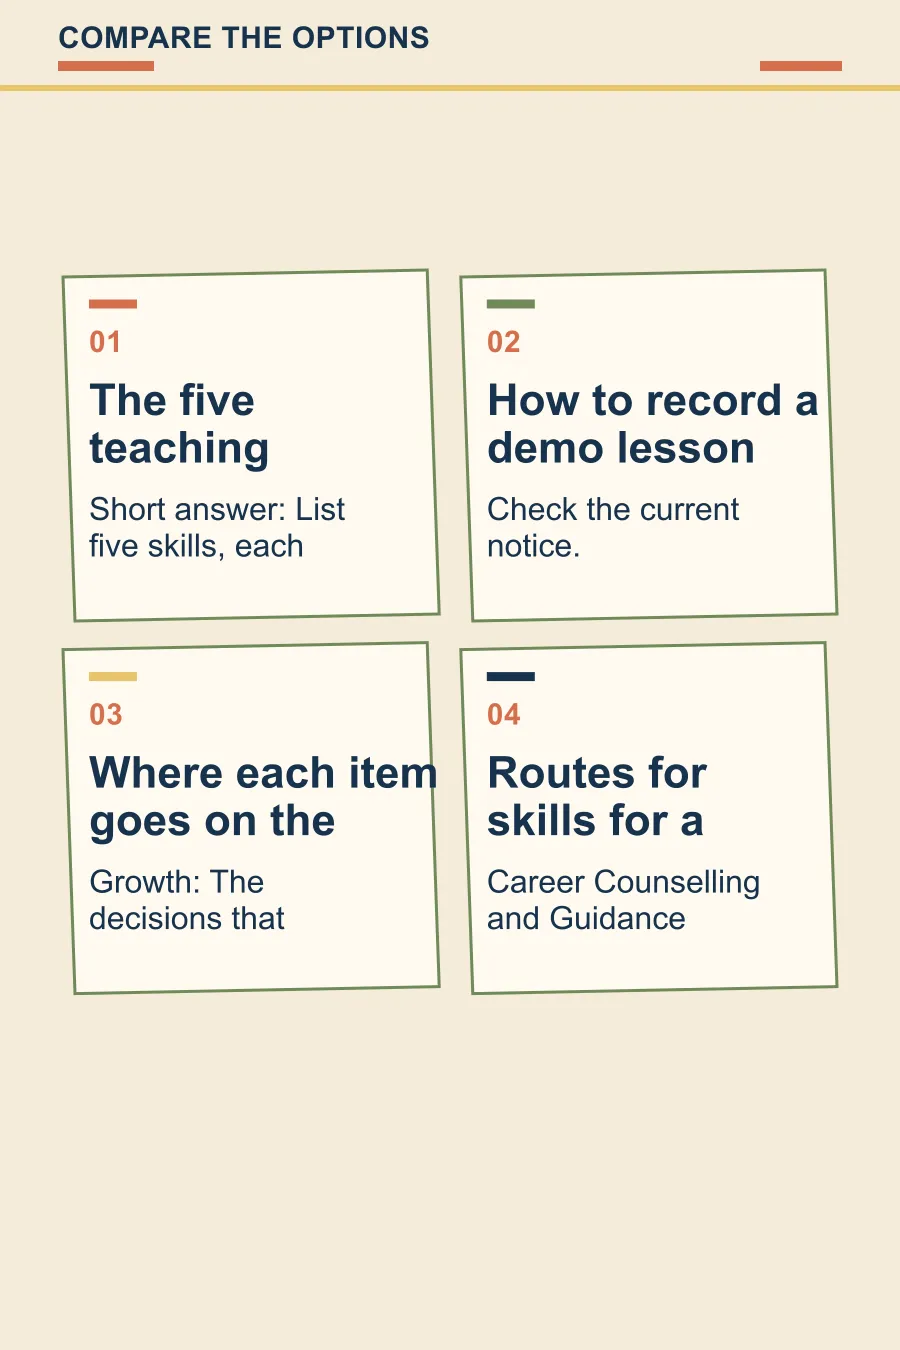 COMPARE THE OPTIONS
01
The five
teaching
Short answer: List
five skills, each
02
How to record a
demo lesson
Check the current
notice.
03
Where each item
goes on the
Growth: The
decisions that
04
Routes for
skills for a
Career Counselling
and Guidance